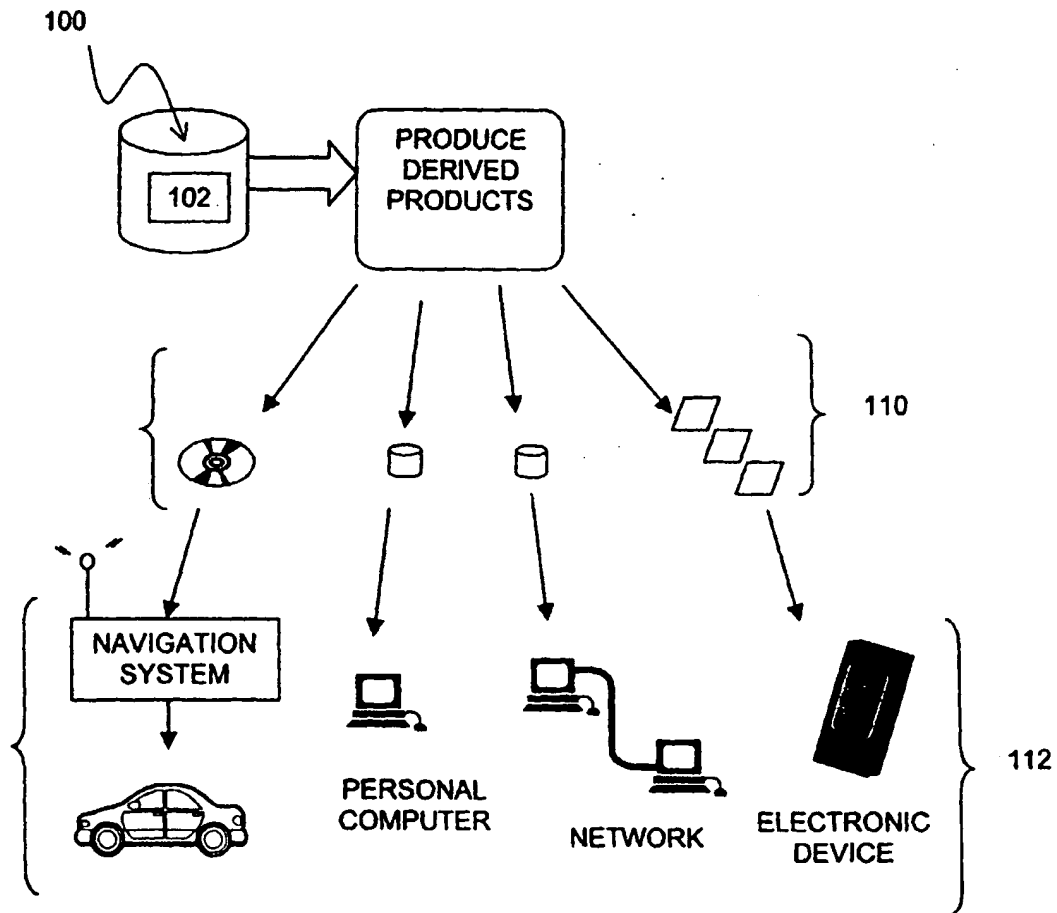 100
PRODUCE
DERIVED
PRODUCTS
102
110
NAVIGATION
SYSTEM
112
PERSONAL
COMPUTER
NETWORK
ELECTRONIC
DEVICE